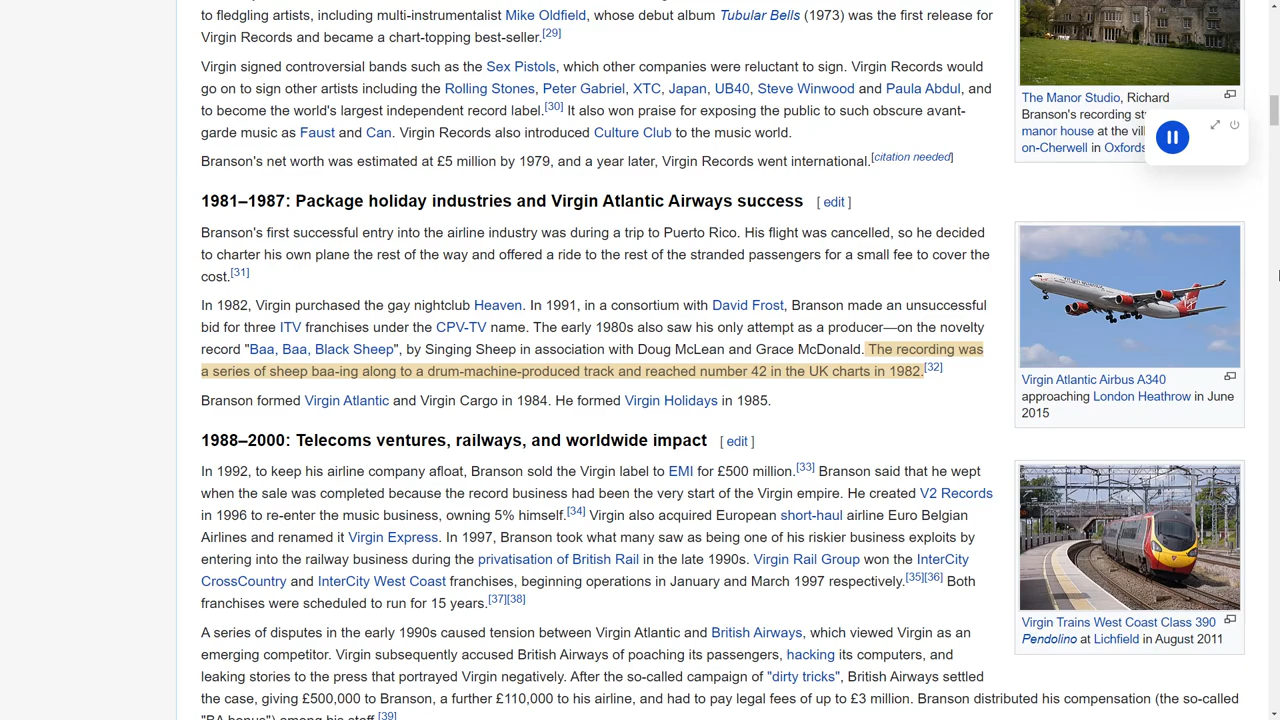 to fledgling artists, including multi-instrumentalist Mike Oldfield, whose debut album Tubular Bells (1973) was the first release for
Virgin Records and became a chart-topping best-seller.[29]
Virgin signed controversial bands such as the Sex Pistols, which other companies were reluctant to sign. Virgin Records would
go on to sign other artists including the Rolling Stones, Peter Gabriel, XTC, Japan, UB40, Steve Winwood and Paula Abdul, and
to become the world's largest independent record label.[30] It also won praise for exposing the public to such obscure avant-
garde music as Faust and Can. Virgin Records also introduced Culture Club to the music world.
Branson's net worth was estimated at £5 million by 1979, and a year later, Virgin Records went international.[citation needed]
The Manor Studio, Richard
Branson's recording
manor house at the
on-Cherwell in
1981–1987: Package holiday industries and Virgin Atlantic Airways success [ edit ]
Branson's first successful entry into the airline industry was during a trip to Puerto Rico. His flight was cancelled, so he decided
to charter his own plane the rest of the way and offered a ride to the rest of the stranded passengers for a small fee to cover the
cost.[31]
In 1982, Virgin purchased the gay nightclub Heaven. In 1991, in a consortium with David Frost, Branson made an unsuccessful
bid for three ITV franchises under the CPV-TV name. The early 1980s also saw his only attempt as a producer—on the novelty
record "Baa, Baa, Black Sheep", by Singing Sheep in association with Doug McLean and Grace McDonald. The recording was
a series of sheep baa-ing along to a drum-machine-produced track and reached number 42 in the UK charts in 1982.[32]
Branson formed Virgin Atlantic and Virgin Cargo in 1984. He formed Virgin Holidays in 1985.
Virgin Atlantic Airbus A340
approaching London Heathrow in June
2015
1988–2000: Telecoms ventures, railways, and worldwide impact [ edit ]
In 1992, to keep his airline company afloat, Branson sold the Virgin label to EMI for £500 million.[33] Branson said that he wept
when the sale was completed because the record business had been the very start of the Virgin empire. He created V2 Records
in 1996 to re-enter the music business, owning 5% himself.[34] Virgin also acquired European short-haul airline Euro Belgian
Airlines and renamed it Virgin Express. In 1997, Branson took what many saw as being one of his riskier business exploits by
entering into the railway business during the privatisation of British Rail in the late 1990s. Virgin Rail Group won the InterCity
CrossCountry and InterCity West Coast franchises, beginning operations in January and March 1997 respectively.[35][36] Both
franchises were scheduled to run for 15 years.[37][38]
Virgin Trains West Coast Class 390
Pendolino at Lichfield in August 2011
A series of disputes in the early 1990s caused tension between Virgin Atlantic and British Airways, which viewed Virgin as an
emerging competitor. Virgin subsequently accused British Airways of poaching its passengers, hacking its computers, and
leaking stories to the press that portrayed Virgin negatively. After the so-called campaign of "dirty tricks", British Airways settled
the case, giving £500,000 to Branson, a further £110,000 to his airline, and had to pay legal fees of up to £3 million. Branson distributed his compensation (the so-called
"BA bonus") among his staff.[39]